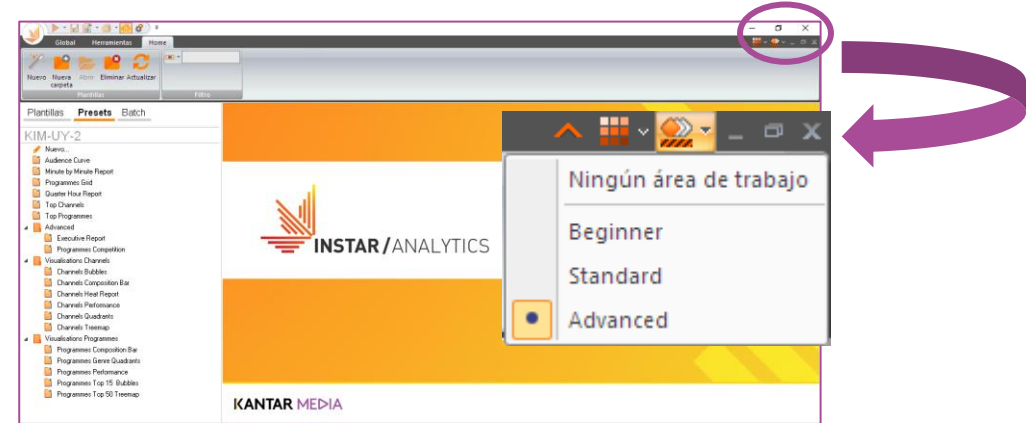 Global Herramientas Home
Nuevo Nueva carpeta Abrir Eliminar Actualizar
Plantillas Filtro
Plantillas Presets Batch
KIM-UY-2
Nuevo...
Audience Curve
Minute by Minute Report
Programmes Grid
Quarter Hour Report
Top Channels
Top Programmes
Advanced
Executive Report
Programmes Competition
Visualisations Channels
Channels Bubbles
Channels Composition Bar
Channels Heat Report
Channels Performance
Channels Quadrants
Channels Treemap
Visualisations Programmes
Programmes Composition Bar
Programmes Genre Quadrants
Programmes Performance
Programmes Top 15 Bubbles
Programmes Top 50 Treemap
INSTAR/ANALYTICS
KANTAR MEDIA
Ningún área de trabajo
Beginner
Standard
Advanced